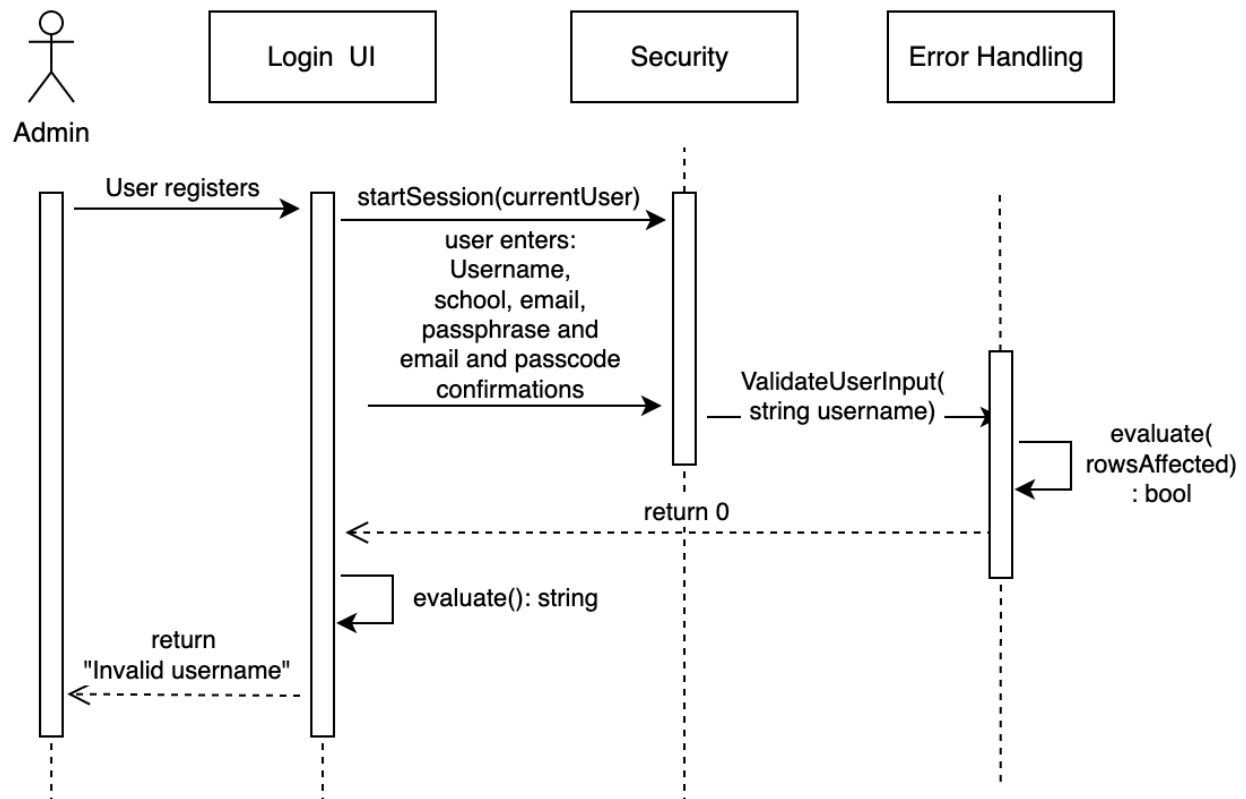 Login  UI
Security
Error Handling
Admin
User registers
startSession(currentUser)
user enters:
Username,
school, email,
passphrase and
email and passcode
confirmations
ValidateUserInput(
string username)
evaluate(
rowsAffected)
: bool
return 0
evaluate(): string
return
"Invalid username"